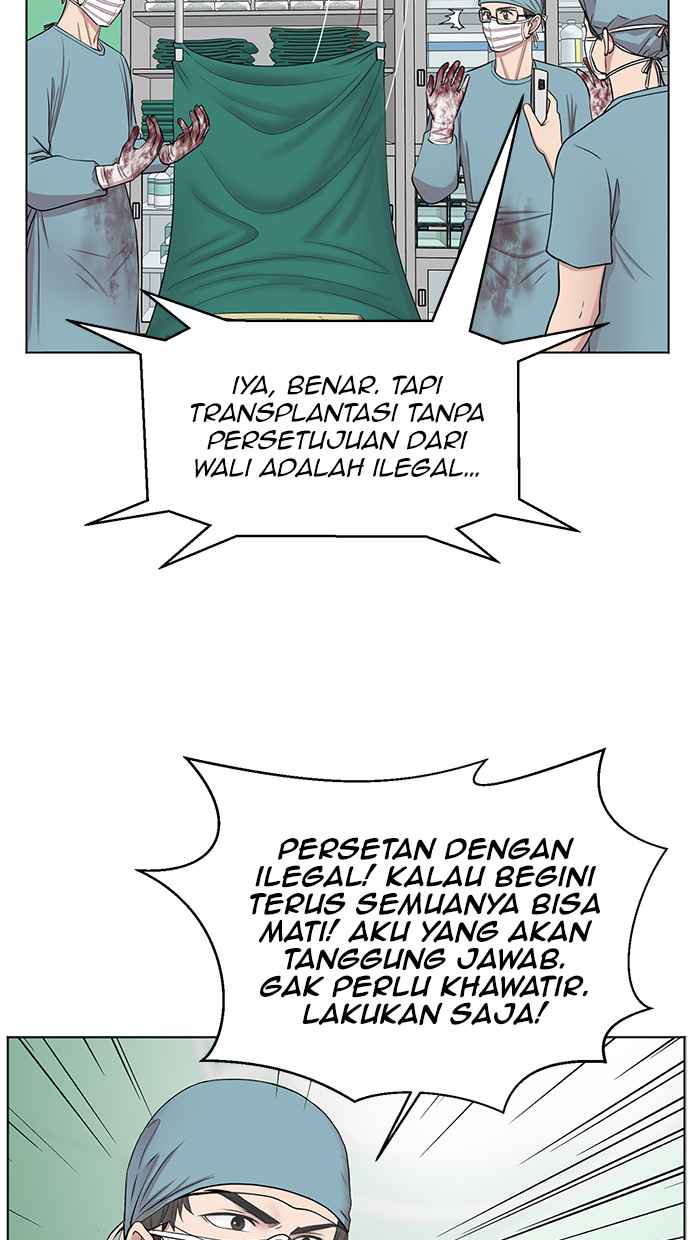 IYA, BENAR. TAPI
TRANSPLANTASI TANPA
PERSETUJUAN DARI
WALI ADALAH ILEGAL...
PERSETAN DENGAN
ILEGAL! KALAU BEGINI
TERUS SEMUANYA BISA
MATI! AKU YANG AKAN
TANGGUNG JAWAB.
GAK PERLU KHAWATIR.
LAKUKAN SAJA!